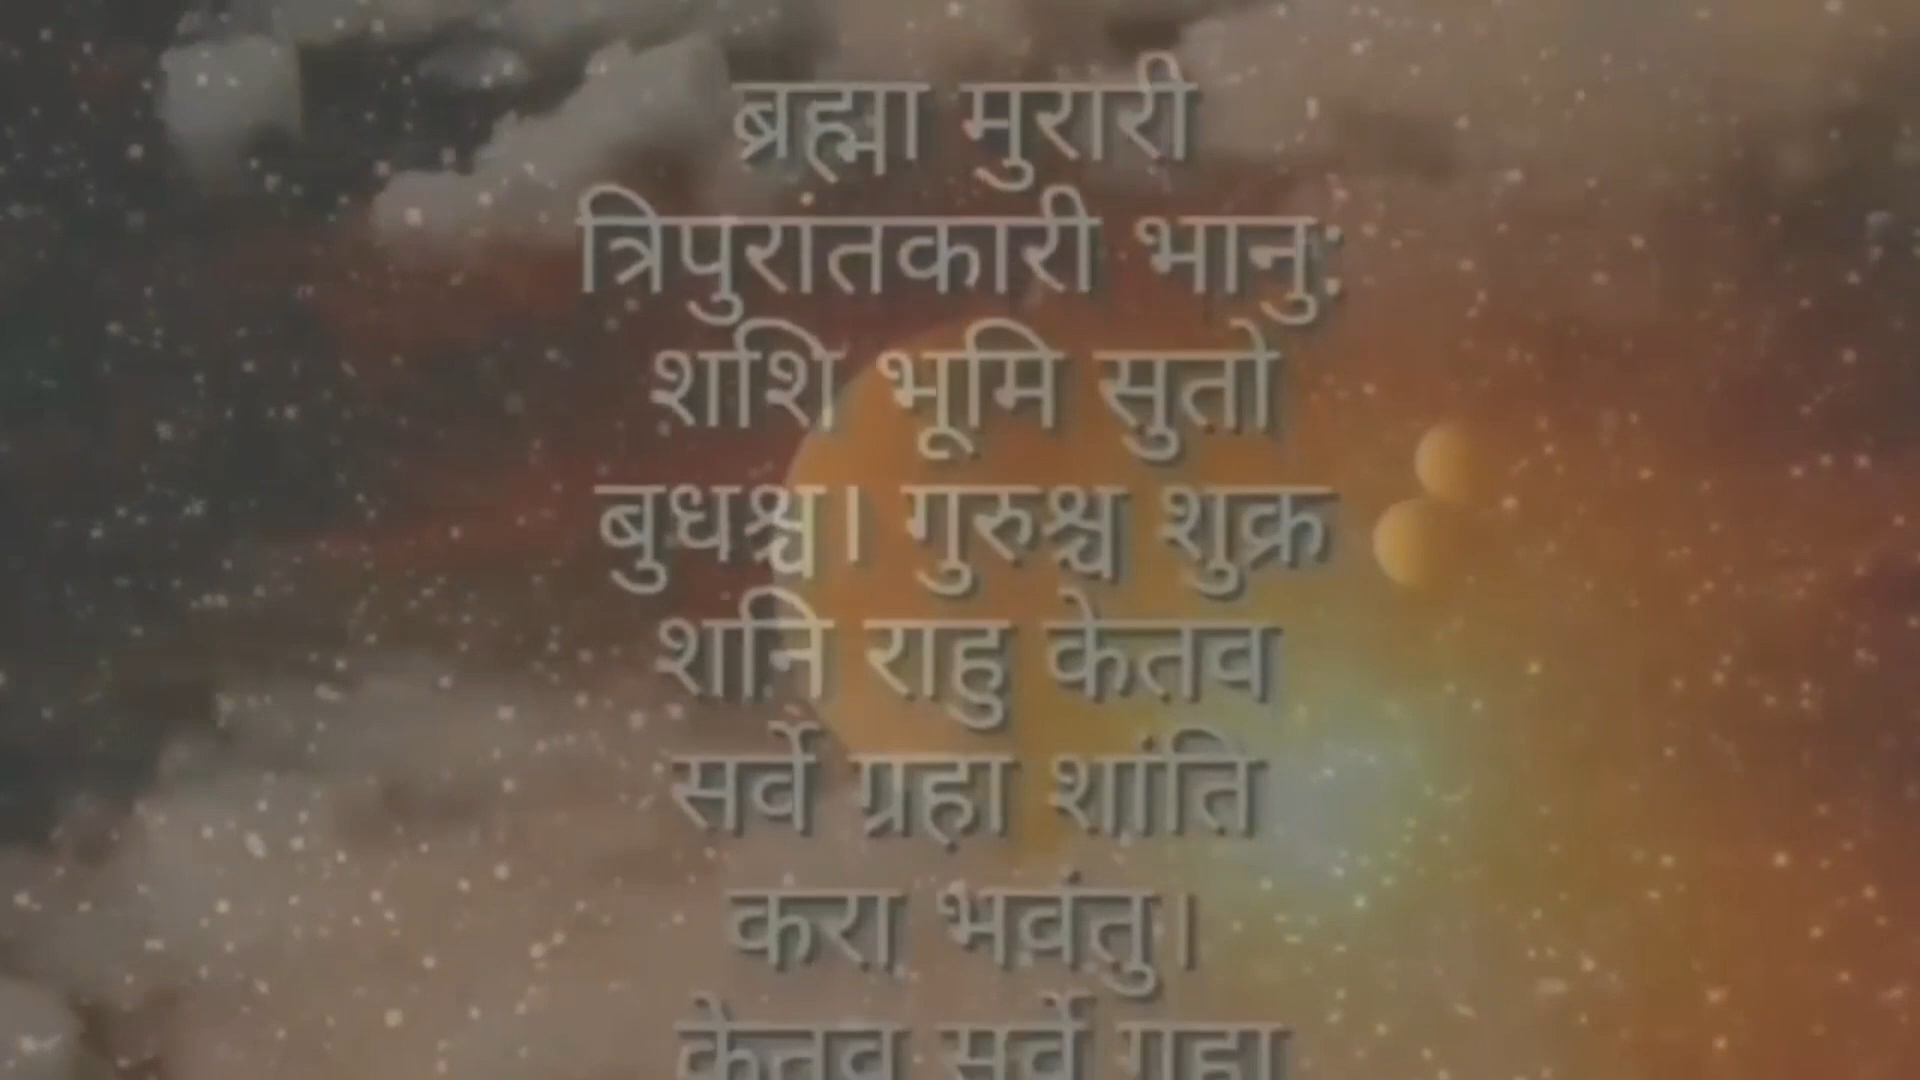 ब्रह्मा मुरारी
त्रिपुरातकारी भानु:
शशि भूमि सुतो
बुधश्च। गुरुश्च शुक्र
शनि राहु केतव
सर्वे ग्रहा शांति
करा भवंतु।
केतव सर्वे ग्रहा